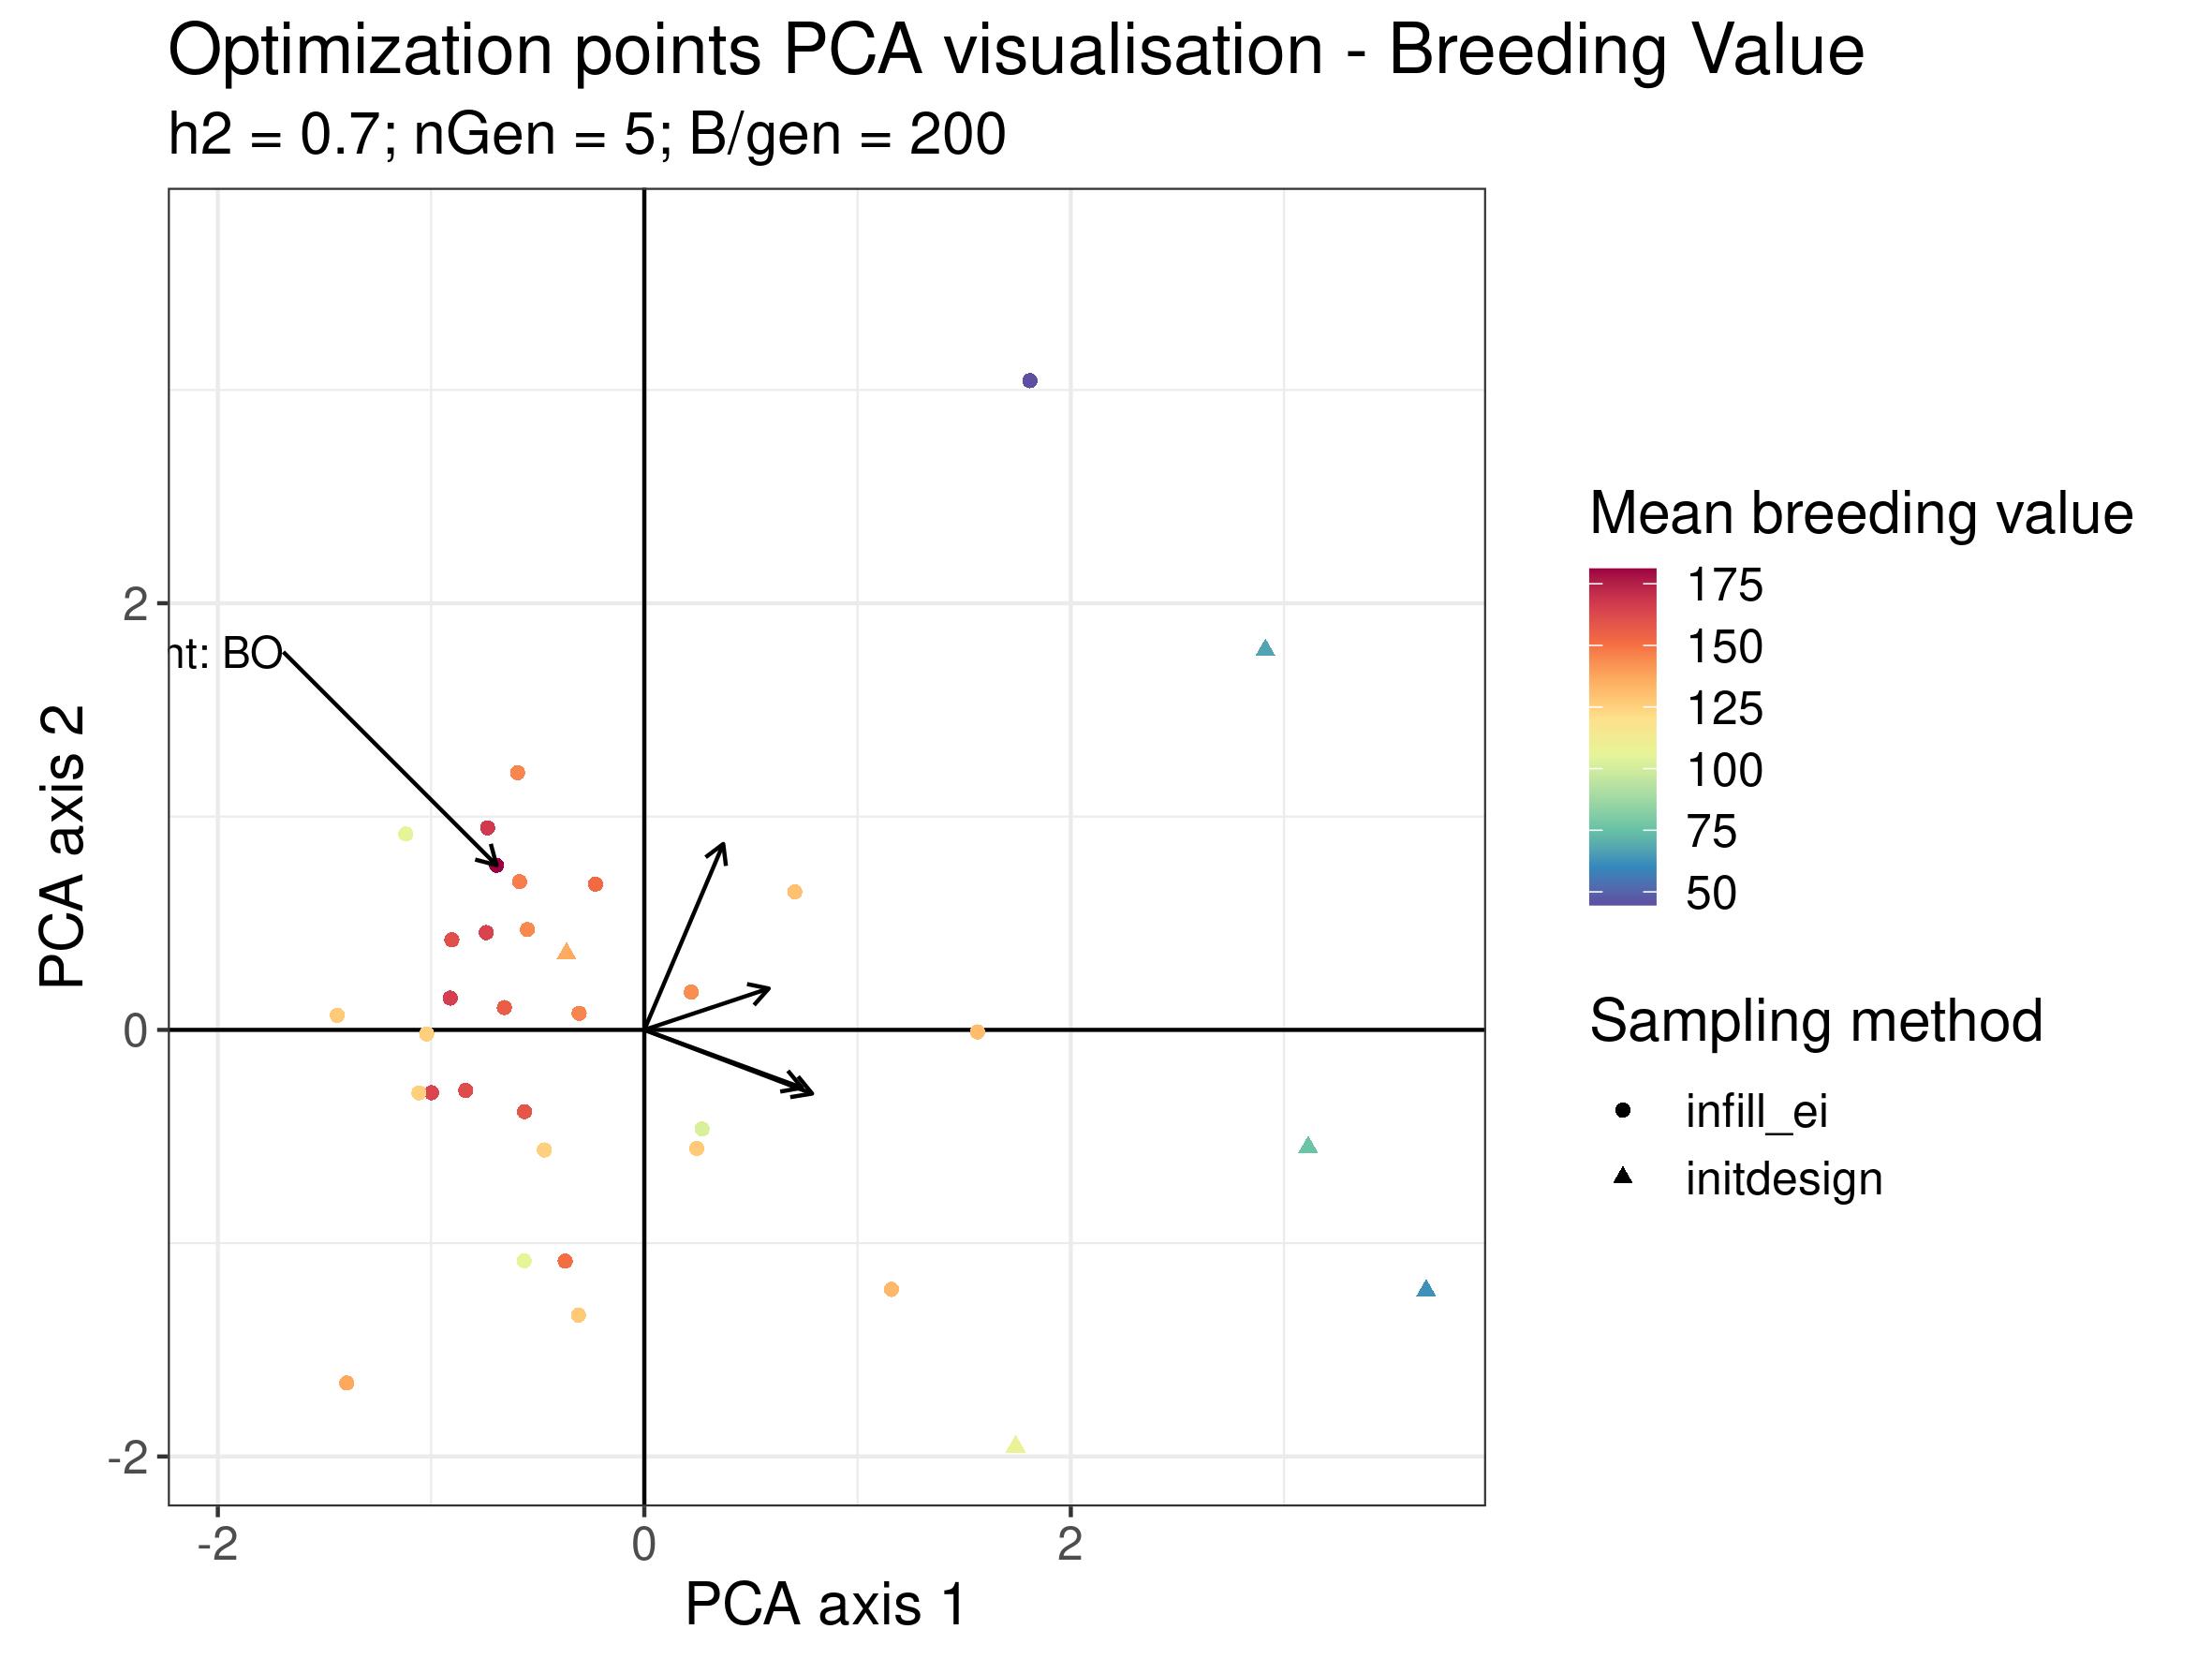 Optimization points PCA visualisation - Breeding Value
h2 = 0.7; nGen = 5; B/gen = 200
2
0
-2
nt: BO
PCA axis 2
-2
0
2
PCA axis 1
Mean breeding value
175
150
125
100
75
50
Sampling method
infill_ei
initdesign